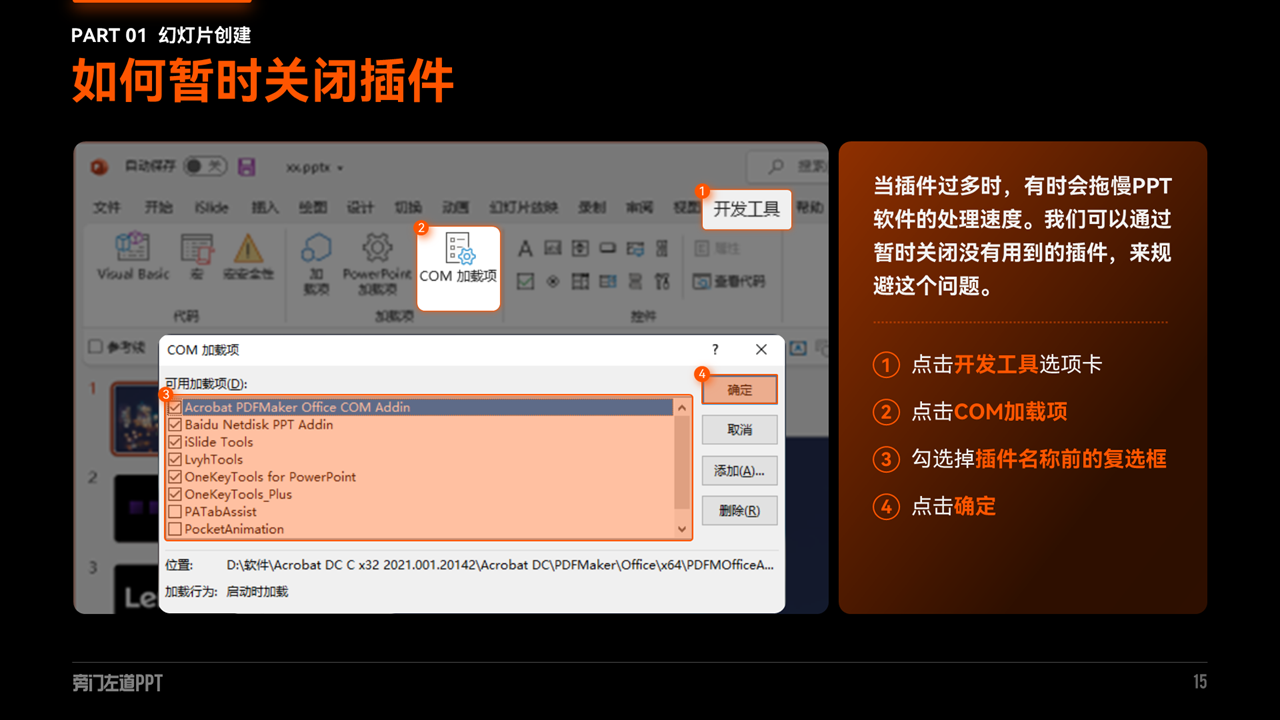 PART 01 幻灯片创建
如何暂时关闭插件
自动保存 关 xx.pptx 搜索
文件 开始 iSlide 插入 绘图 设计 切换 动画 幻灯片放映 录制 审阅 视图 1 开发工具 帮助
Visual Basic 宏 宏安全性 加载项 PowerPoint 加载项 2 COM 加载项 属性 查看代码
代码 加载项 控件
参考线
COM 加载项 ?
可用加载项(D):
3
Acrobat PDFMaker Office COM Addin
Baidu Netdisk PPT Addin
iSlide Tools
LvyhTools
OneKeyTools for PowerPoint
OneKeyTools_Plus
PATabAssist
PocketAnimation
4
确定
取消
添加(A)...
删除(R)
位置: D:\软件\Acrobat DC C x32 2021.001.20142\Acrobat DC\PDFMaker\Office\x64\PDFMOfficeA...
加载行为: 启动时加载
1
2
3
Le
当插件过多时，有时会拖慢PPT
软件的处理速度。我们可以通过
暂时关闭没有用到的插件，来规
避这个问题。
1 点击开发工具选项卡
2 点击COM加载项
3 勾选掉插件名称前的复选框
4 点击确定
旁门左道PPT
15